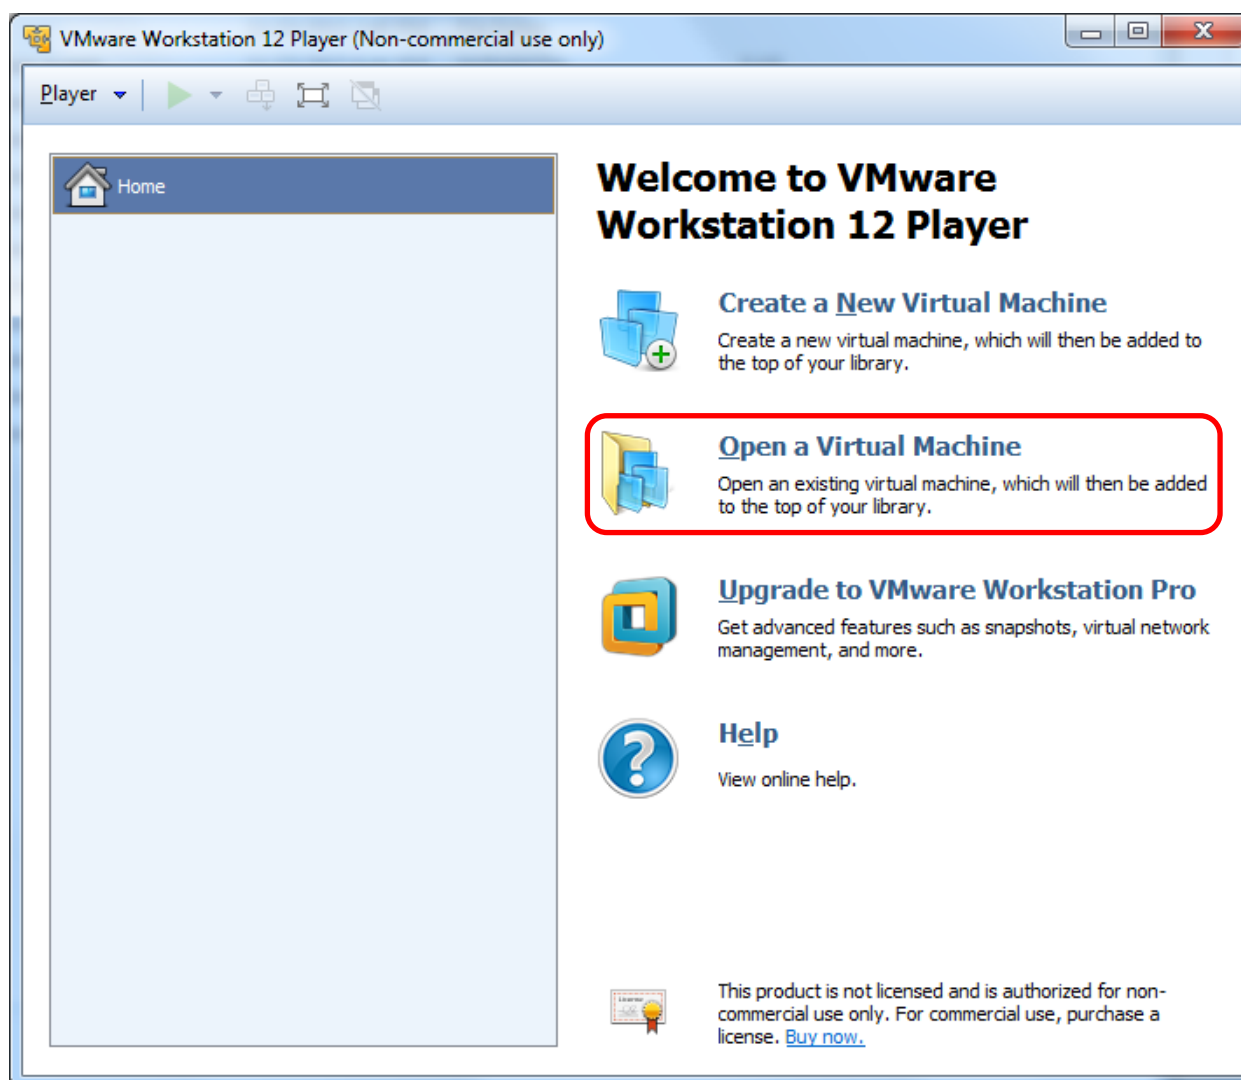 VMware Workstation 12 Player (Non-commercial use only)
Player
Home
Welcome to VMware
Workstation 12 Player
Create a New Virtual Machine
Create a new virtual machine, which will then be added to
the top of your library.
Open a Virtual Machine
Open an existing virtual machine, which will then be added
to the top of your library.
Upgrade to VMware Workstation Pro
Get advanced features such as snapshots, virtual network
management, and more.
Help
View online help.
This product is not licensed and is authorized for non-
commercial use only. For commercial use, purchase a
license. Buy now.